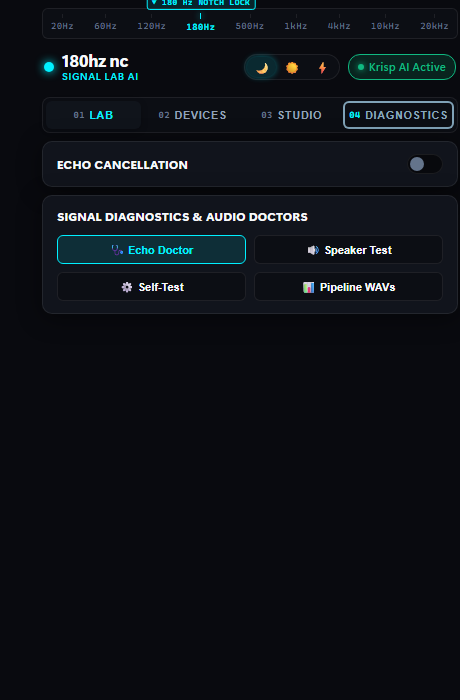 ▼ 180 Hz NOTCH LOCK
20Hz 60Hz 120Hz 180Hz 500Hz 1kHz 4kHz 10kHz 20kHz
180hz nc
SIGNAL LAB AI
Krisp AI Active
01 LAB 02 DEVICES 03 STUDIO 04 DIAGNOSTICS
ECHO CANCELLATION
SIGNAL DIAGNOSTICS & AUDIO DOCTORS
Echo Doctor Speaker Test
Self-Test Pipeline WAVs